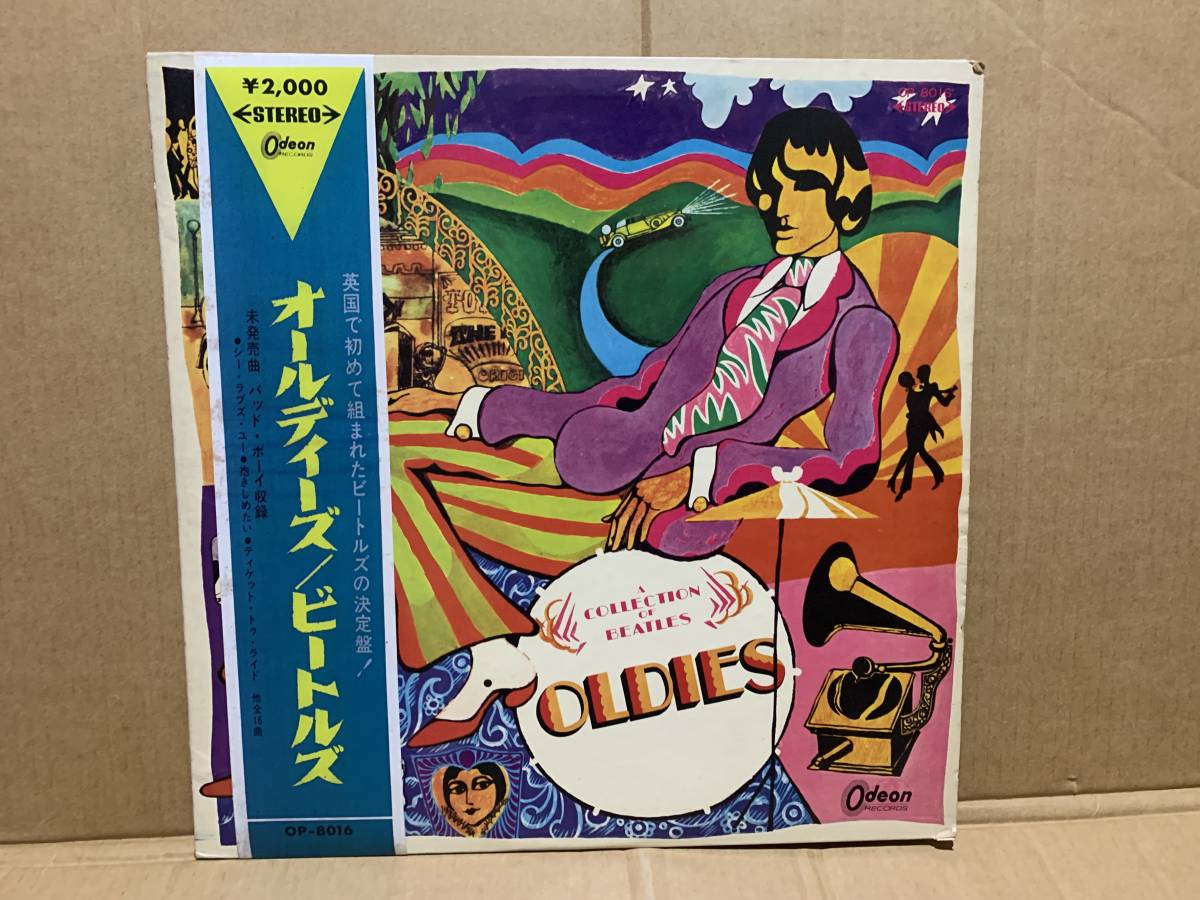 ¥2,000
STEREO
Odeon
RECORDS
英国で初めて組まれたビートルズの決定盤!
オールディーズ/ビートルズ
未発売曲 バッド・ボーイ収録
●シー・ラブズ・ユー●抱きしめたい●ティケット・トゥ・ライド 他全16曲
OP-8016
OP 8016
STEREO
TO
THE
ORIGI
A
COLLECTION
OF
BEATLES
OLDIES
Odeon
RECORDS